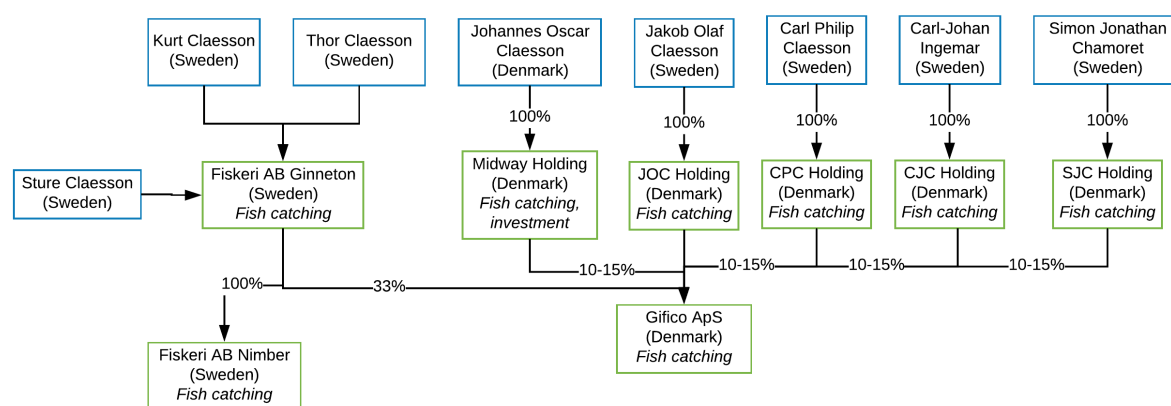 Kurt Claesson
(Sweden)
Thor Claesson
(Sweden)
Johannes Oscar
Claesson
(Denmark)
Jakob Olaf
Claesson
(Sweden)
Carl Philip
Claesson
(Sweden)
Carl-Johan
Ingemar
(Sweden)
Simon Jonathan
Chamoret
(Sweden)
100%
100%
100%
100%
100%
Sture Claesson
(Sweden)
Fiskeri AB Ginneton
(Sweden)
Fish catching
Midway Holding
(Denmark)
Fish catching,
investment
JOC Holding
(Denmark)
Fish catching
CPC Holding
(Denmark)
Fish catching
CJC Holding
(Denmark)
Fish catching
SJC Holding
(Denmark)
Fish catching
10-15%
10-15%
10-15%
10-15%
100%
33%
Gifico ApS
(Denmark)
Fish catching
Fiskeri AB Nimber
(Sweden)
Fish catching